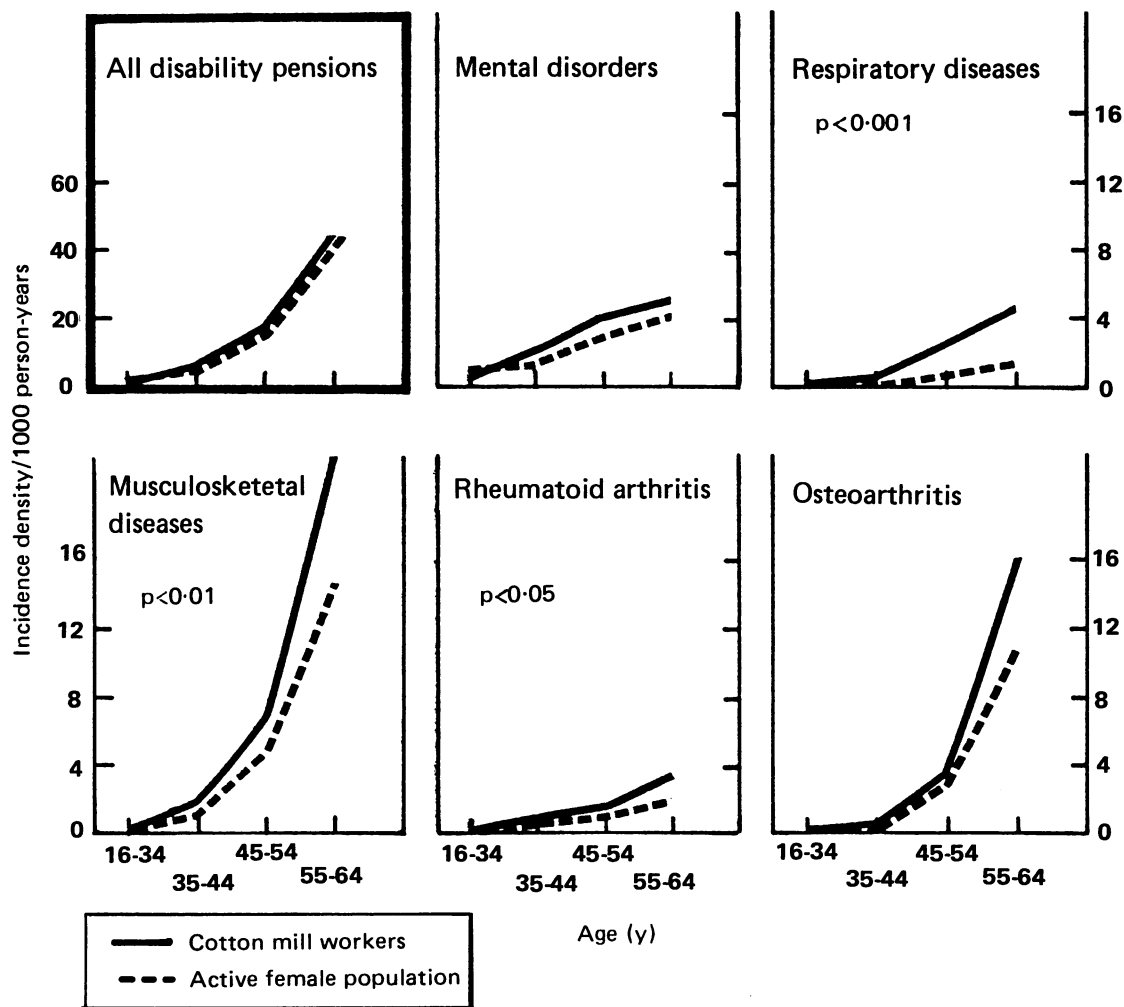 All disability pensions
Mental disorders
Respiratory diseases
p<0·001
60
40
20
0
16
12
8
4
0
Incidence density/1000 person-years
Musculosketetal
diseases
p<0·01
Rheumatoid arthritis
p<0·05
Osteoarthritis
16
12
8
4
0
16
12
8
4
0
16-34
35-44
45-54
55-64
16-34
35-44
45-54
55-64
16-34
35-44
45-54
55-64
Age (y)
Cotton mill workers
Active female population